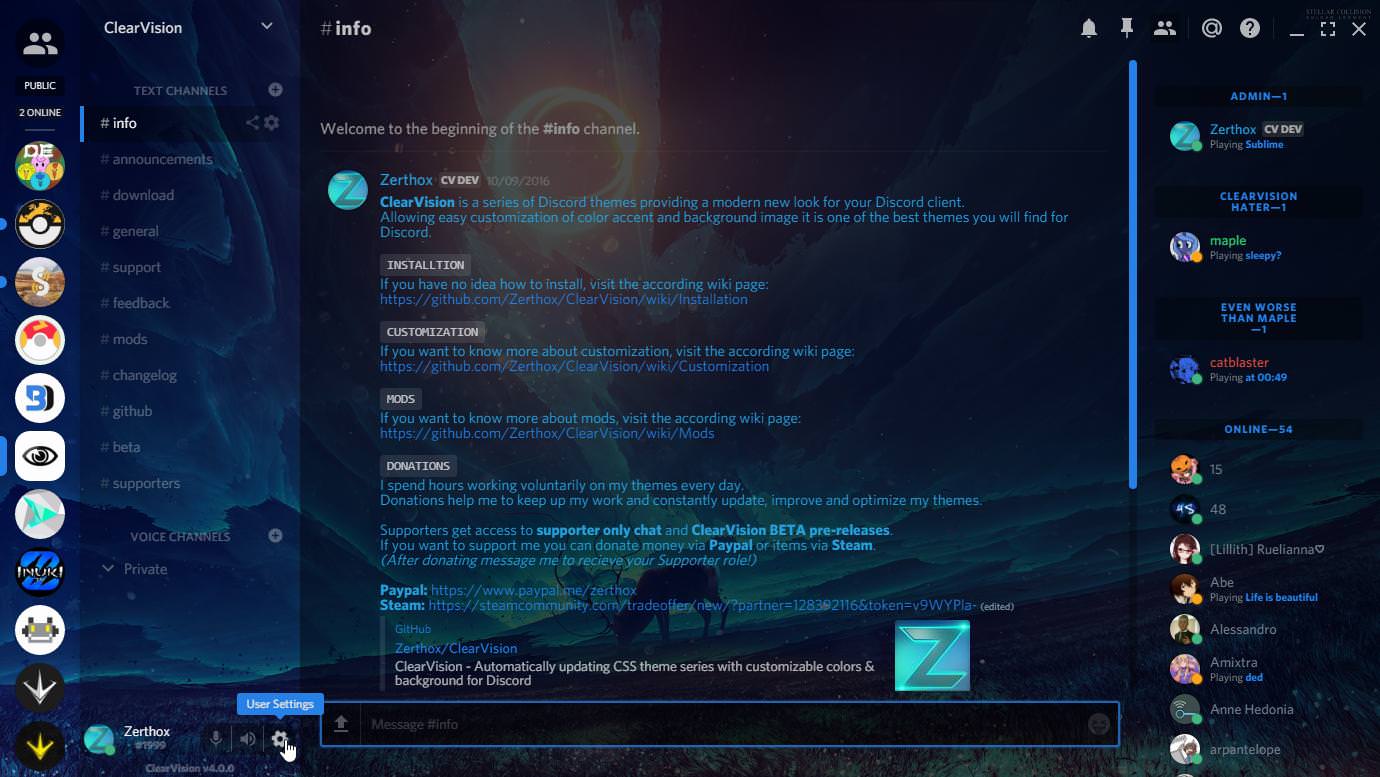 ClearVision
#info
STELLAR COLLISION
PUBLIC
2 ONLINE
TEXT CHANNELS
# info
# announcements
# download
# general
# support
# feedback
# mods
# changelog
# github
# beta
# supporters
VOICE CHANNELS
Private
User Settings
Zerthox
#1999
ClearVision v4.0.0
Welcome to the beginning of the #info channel.
Zerthox CV DEV 10/09/2016
ClearVision is a series of Discord themes providing a modern new look for your Discord client.
Allowing easy customization of color accent and background image it is one of the best themes you will find for
Discord.
INSTALLTION
If you have no idea how to install, visit the according wiki page:
https://github.com/Zerthox/ClearVision/wiki/Installation
CUSTOMIZATION
If you want to know more about customization, visit the according wiki page:
https://github.com/Zerthox/ClearVision/wiki/Customization
MODS
If you want to know more about mods, visit the according wiki page:
https://github.com/Zerthox/ClearVision/wiki/Mods
DONATIONS
I spend hours working voluntarily on my themes every day.
Donations help me to keep up my work and constantly update, improve and optimize my themes.
Supporters get access to supporter only chat and ClearVision BETA pre-releases.
If you want to support me you can donate money via Paypal or items via Steam.
(After donating message me to recieve your Supporter role!)
Paypal: https://www.paypal.me/zerthox
Steam: https://steamcommunity.com/tradeoffer/new/?partner=128392116&token=v9WYPla- (edited)
GitHub
Zerthox/ClearVision
ClearVision - Automatically updating CSS theme series with customizable colors &
background for Discord
Message #info
ADMIN—1
Zerthox CV DEV
Playing Sublime
CLEARVISION
HATER—1
maple
Playing sleepy?
EVEN WORSE
THAN MAPLE
—1
catblaster
Playing at 00:49
ONLINE—54
15
48
[Lillith] Ruelianna♡
Abe
Playing Life is beautiful
Alessandro
Amixtra
Playing ded
Anne Hedonia
arpantelope